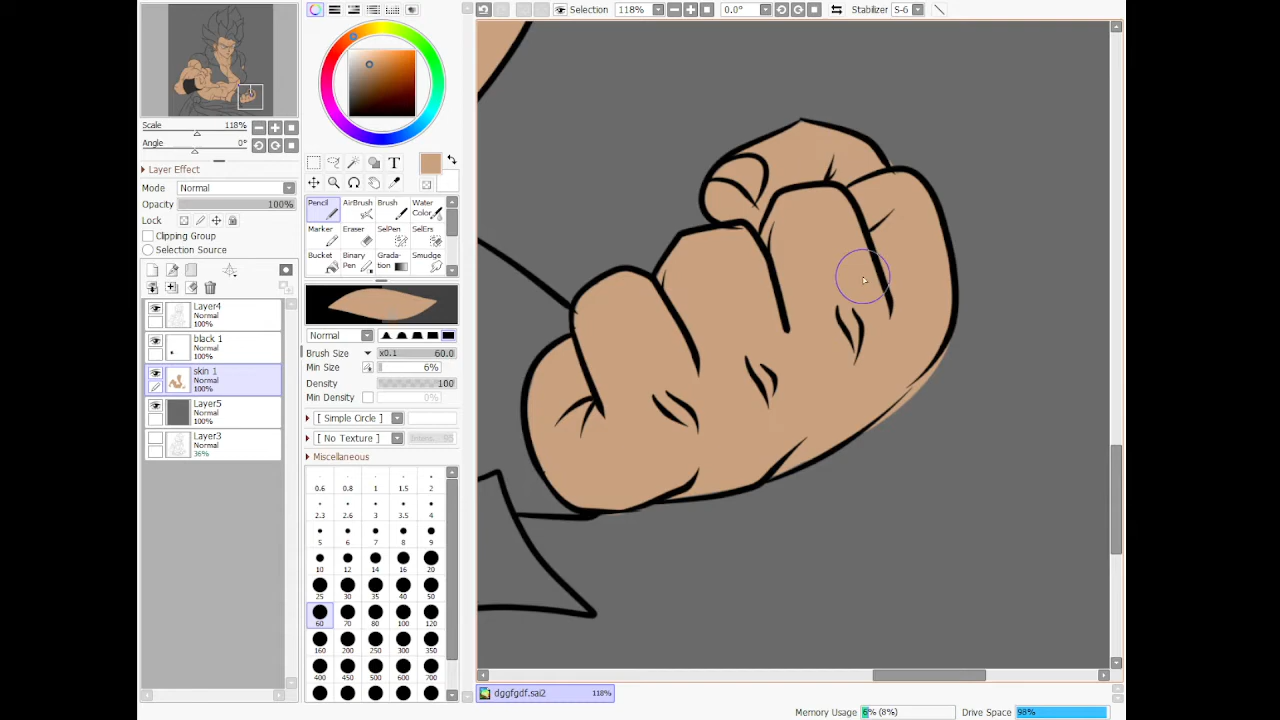 Selection 118% 0.0° Stabilizer S-6
Scale 118%
Angle 0°
Layer Effect
Mode Normal
Opacity 100%
Lock
Clipping Group
Selection Source
Layer4
Normal
100%
black 1
Normal
100%
skin 1
Normal
100%
Layer5
Normal
100%
Layer3
Normal
36%
T
Pencil AirBrush Brush Water Color
Marker Eraser SelPen SelErs
Bucket Binary Pen Grada-tion Smudge
Normal
Brush Size x0.1 60.0
Min Size 6%
Density 100
Min Density 0%
[ Simple Circle ]
[ No Texture ]
Miscellaneous
0.6 0.8 1 1.5 2
2.3 2.6 3 3.5 4
5 6 7 8 9
10 12 14 16 20
25 30 35 40 50
60 70 80 100 120
160 200 250 300 350
400 450 500 600 700
dggfgdf.sai2 118%
Memory Usage 6% (8%) Drive Space 98%